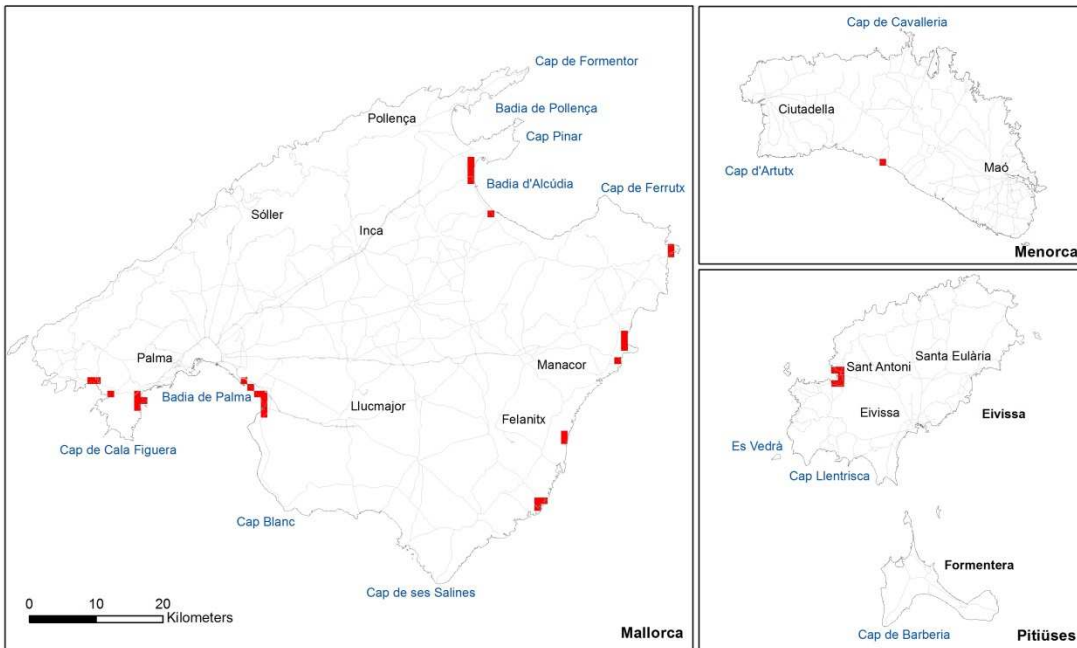 Cap de Formentor
Badia de Pollença
Pollença
Cap Pinar
Badia d'Alcúdia
Cap de Ferrutx
Sóller
Inca
Palma
Manacor
Badia de Palma
Llucmajor
Felanitx
Cap de Cala Figuera
Cap Blanc
Cap de ses Salines
0 10 20
Kilometers
Mallorca
Cap de Cavalleria
Ciutadella
Cap d'Artutx
Maó
Menorca
Santa Eulària
Sant Antoni
Eivissa
Eivissa
Es Vedrà
Cap Llentrisca
Formentera
Cap de Barberia
Pitiüses